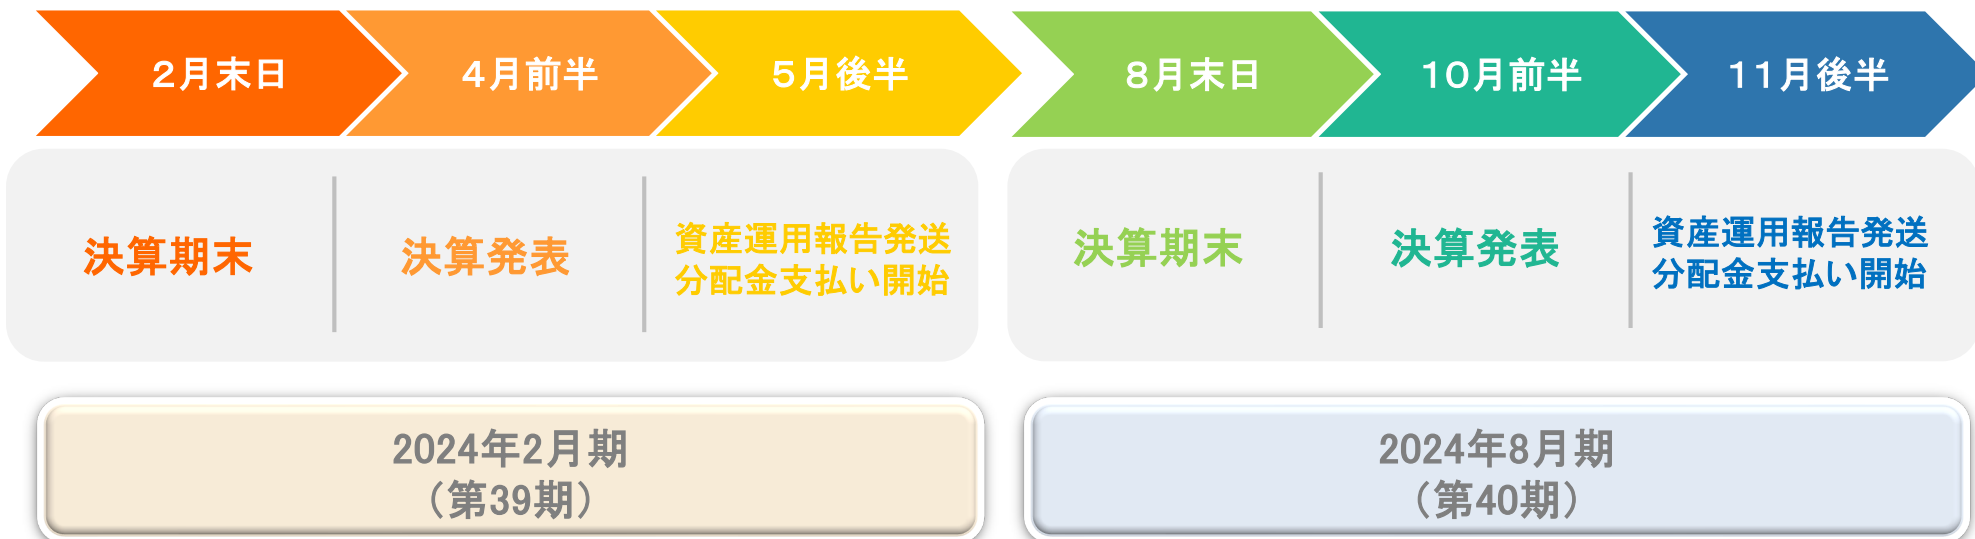 2月末日
4月前半
5月後半
8月末日
10月前半
11月後半
決算期末
決算発表
資産運用報告発送
分配金支払い開始
決算期末
決算発表
資産運用報告発送
分配金支払い開始
2024年2月期
（第39期）
2024年8月期
（第40期）